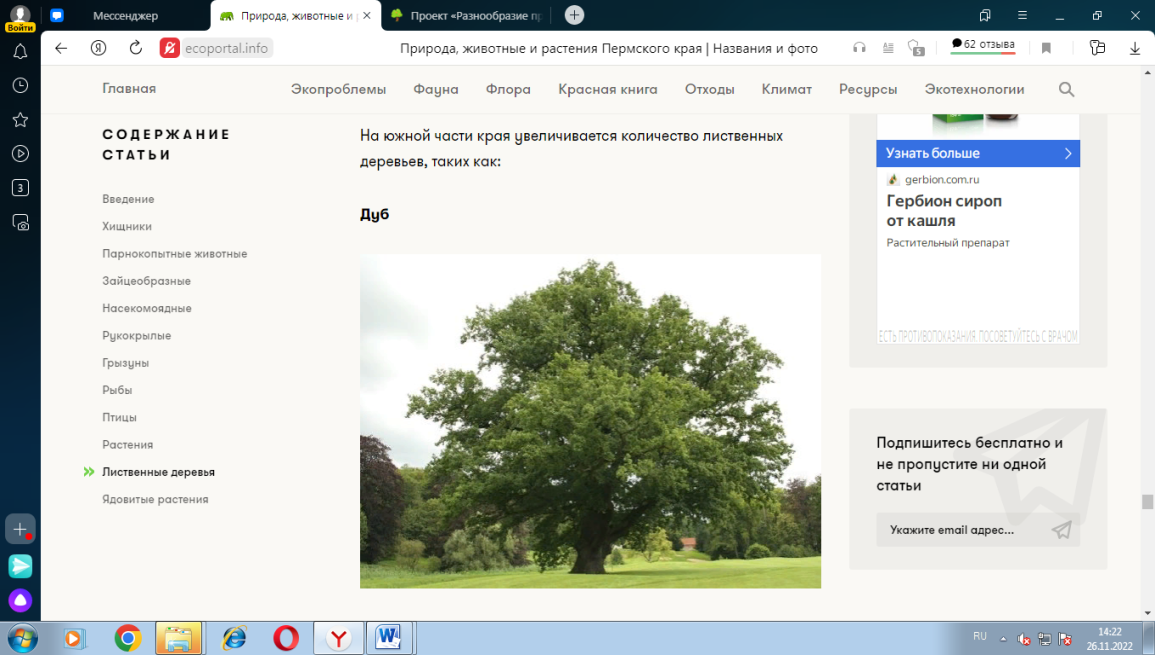 Мессенджер
Природа, животные и р
Проект «Разнообразие пр
Войти
ecoportal.info
Природа, животные и растения Пермского края | Названия и фото
5
62 отзыва
3
Главная
Экопроблемы
Фауна
Флора
Красная книга
Отходы
Климат
Ресурсы
Экотехнологии
СОДЕРЖАНИЕ
СТАТЬИ
Введение
Хищники
Парнокопытные животные
Зайцеобразные
Насекомоядные
Рукокрылые
Грызуны
Рыбы
Птицы
Растения
Лиственные деревья
Ядовитые растения
На южной части края увеличивается количество лиственных
деревьев, таких как:
Дуб
Узнать больше
gerbion.com.ru
Гербион сироп
от кашля
Растительный препарат
ЕСТЬ ПРОТИВОПОКАЗАНИЯ. ПОСОВЕТУЙТЕСЬ С ВРАЧОМ
Подпишитесь бесплатно и
не пропустите ни одной
статьи
Укажите email адрес...
RU
14:22
26.11.2022